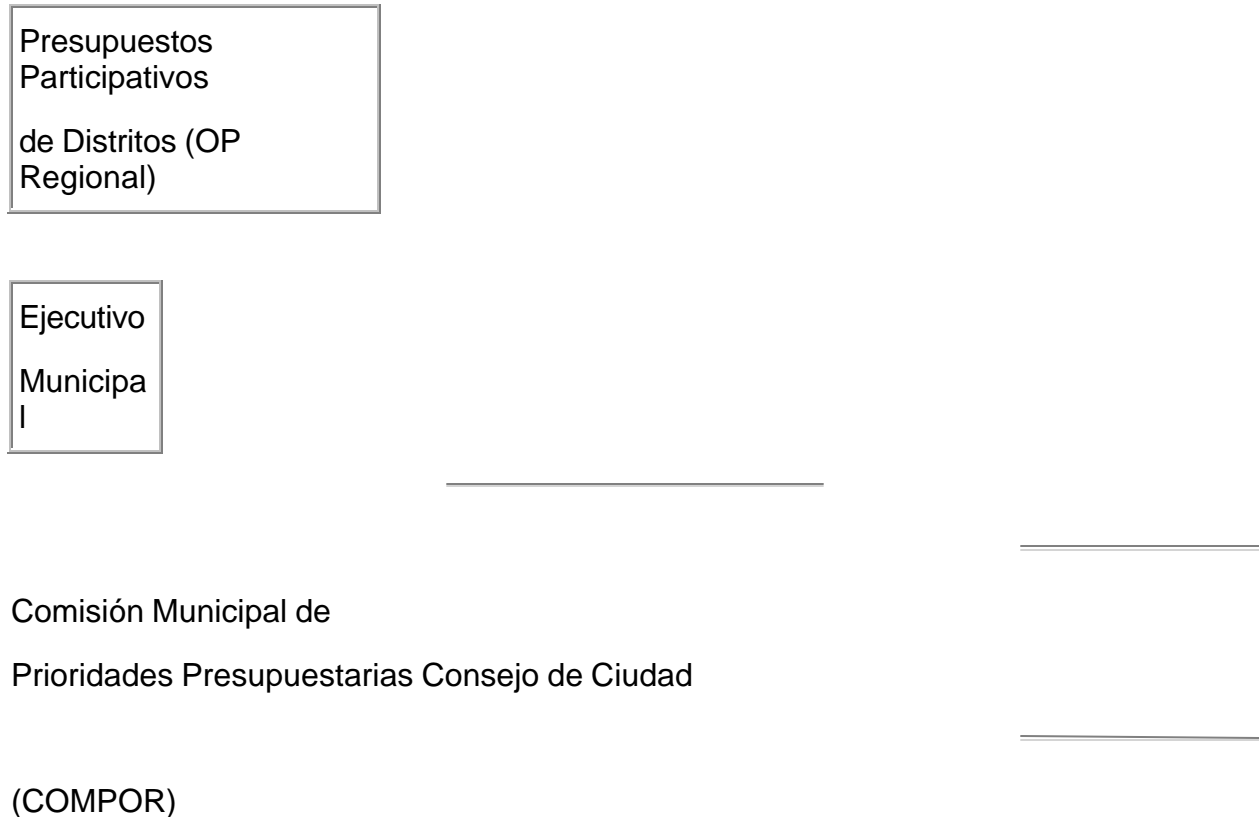 Presupuestos
Participativos
de Distritos (OP
Regional)
Ejecutivo
Municipa
l
Comisión Municipal de
Prioridades Presupuestarias Consejo de Ciudad
(COMPOR)